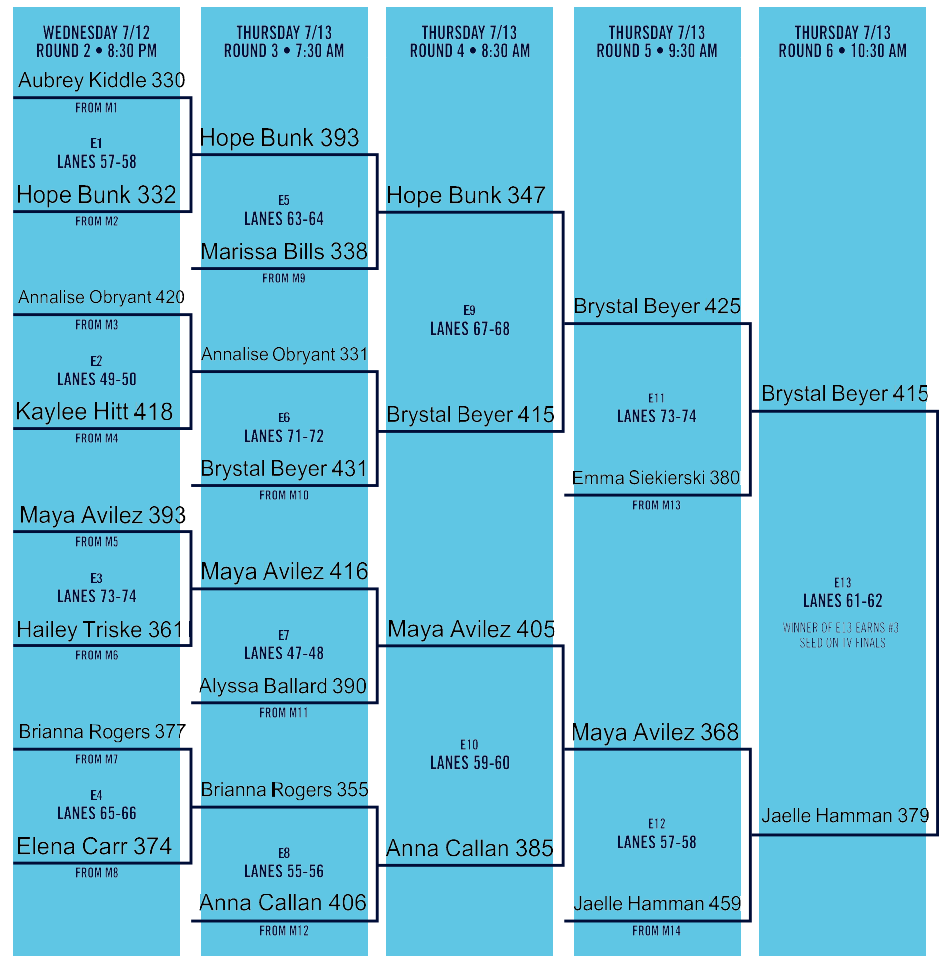 WEDNESDAY 7/12
ROUND 2 • 8:30 PM
Aubrey Kiddle 330
FROM M1
E1
LANES 57-58
Hope Bunk 332
FROM M2
Annalise Obryant 420
FROM M3
E2
LANES 49-50
Kaylee Hitt 418
FROM M4
Maya Avilez 393
FROM M5
E3
LANES 73-74
Hailey Triske 361
FROM M6
Brianna Rogers 377
FROM M7
E4
LANES 65-66
Elena Carr 374
FROM M8
THURSDAY 7/13
ROUND 3 • 7:30 AM
Hope Bunk 393
E5
LANES 63-64
Marissa Bills 338
FROM M9
Annalise Obryant 331
E6
LANES 71-72
Brystal Beyer 431
FROM M10
Maya Avilez 416
E7
LANES 47-48
Alyssa Ballard 390
FROM M11
Brianna Rogers 355
E8
LANES 55-56
Anna Callan 406
FROM M12
THURSDAY 7/13
ROUND 4 • 8:30 AM
Hope Bunk 347
E9
LANES 67-68
Brystal Beyer 415
Maya Avilez 405
E10
LANES 59-60
Anna Callan 385
THURSDAY 7/13
ROUND 5 • 9:30 AM
Brystal Beyer 425
E11
LANES 73-74
Emma Siekierski 380
FROM M13
Maya Avilez 368
E12
LANES 57-58
Jaelle Hamman 459
FROM M14
THURSDAY 7/13
ROUND 6 • 10:30 AM
Brystal Beyer 415
E13
LANES 61-62
WINNER OF E13 EARNS #3
SEED ON TV FINALS
Jaelle Hamman 379